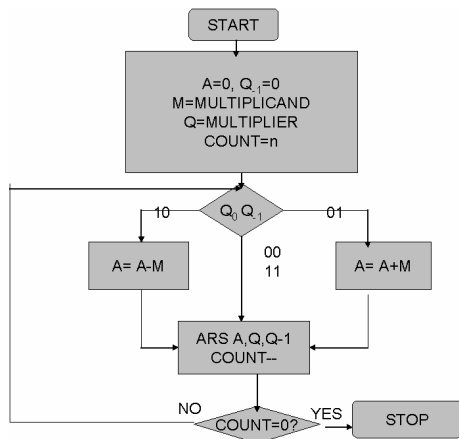 START
A=0, Q-1=0
M=MULTIPLICAND
Q=MULTIPLIER
COUNT=n
10
Q0 Q-1
01
A= A-M
00
11
A= A+M
ARS A,Q,Q-1
COUNT--
NO
COUNT=0?
YES
STOP